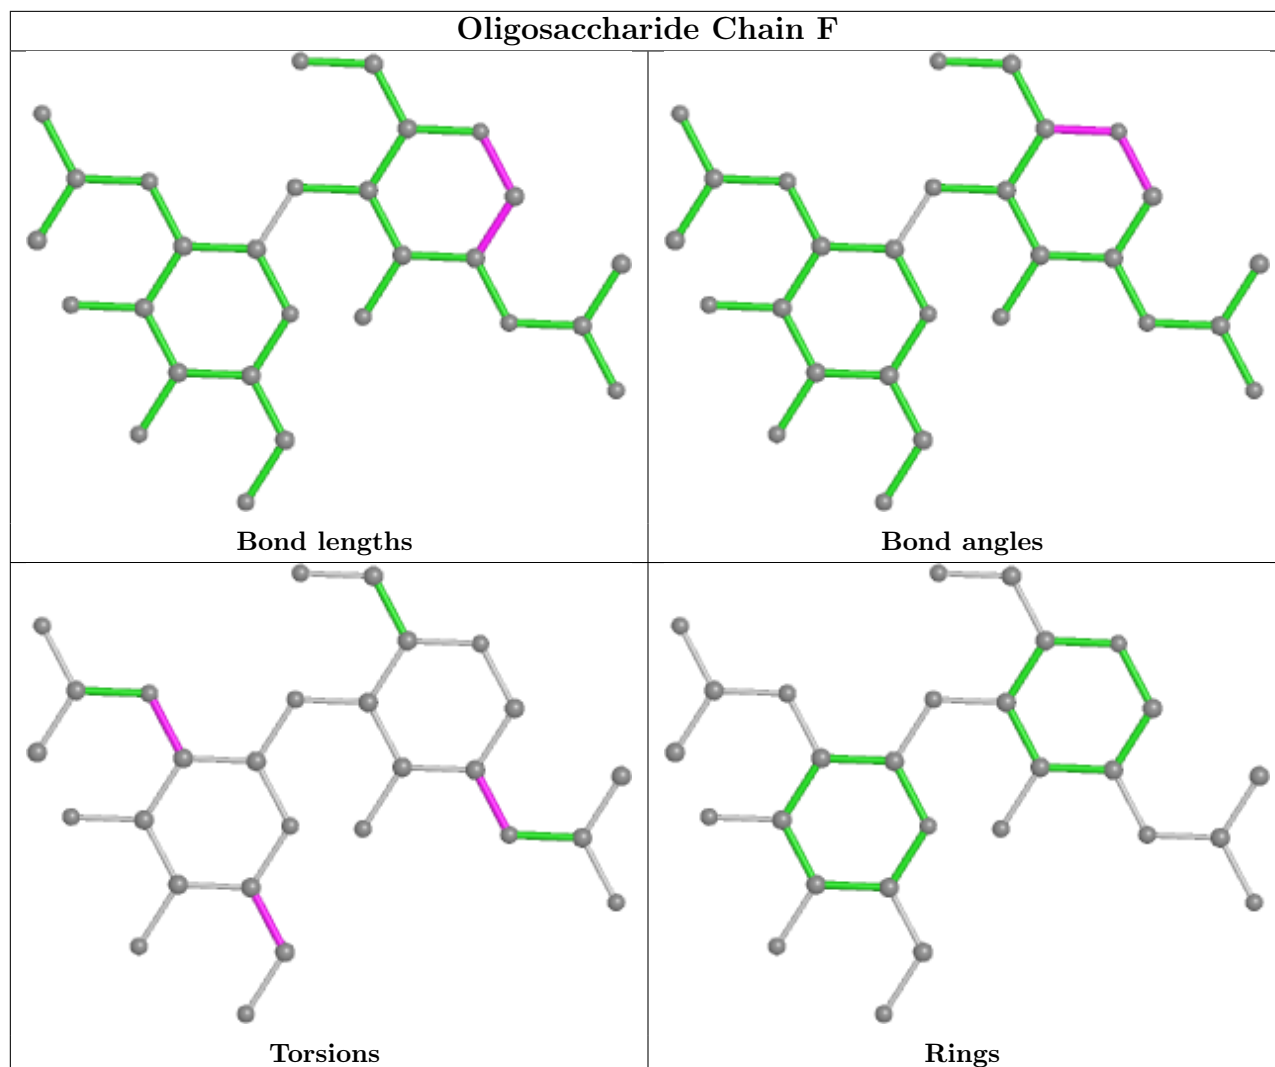 Oligosaccharide Chain F
Bond lengths
Bond angles
Torsions
Rings